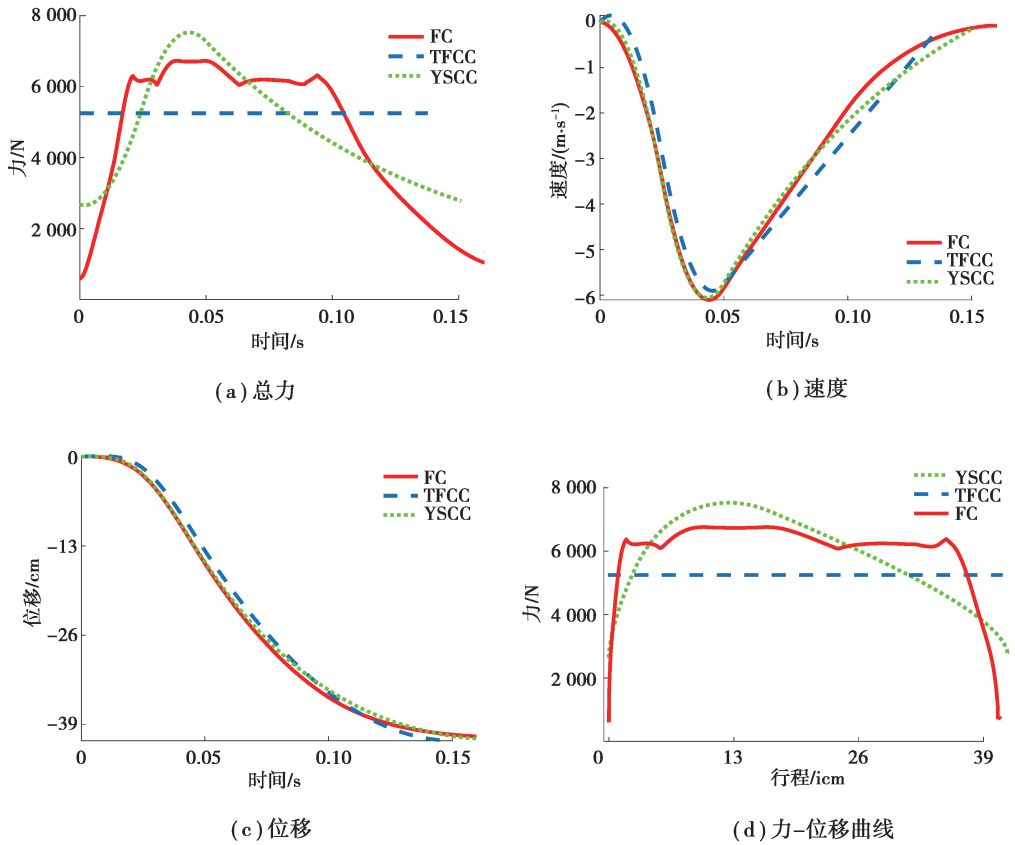 8 000
6 000
4 000
2 000
0
0.05
0.10
0.15
力/N
时间/s
FC
TFCC
YSCC
(a)总力
0
−1
−2
−3
−4
−5
−6
0
0.05
0.10
0.15
速度/(m·s⁻¹)
时间/s
FC
TFCC
YSCC
(b)速度
0
−13
−26
−39
0
0.05
0.10
0.15
位移/cm
时间/s
FC
TFCC
YSCC
(c)位移
8 000
6 000
4 000
2 000
0
13
26
39
力/N
行程/icm
YSCC
TFCC
FC
(d)力−位移曲线